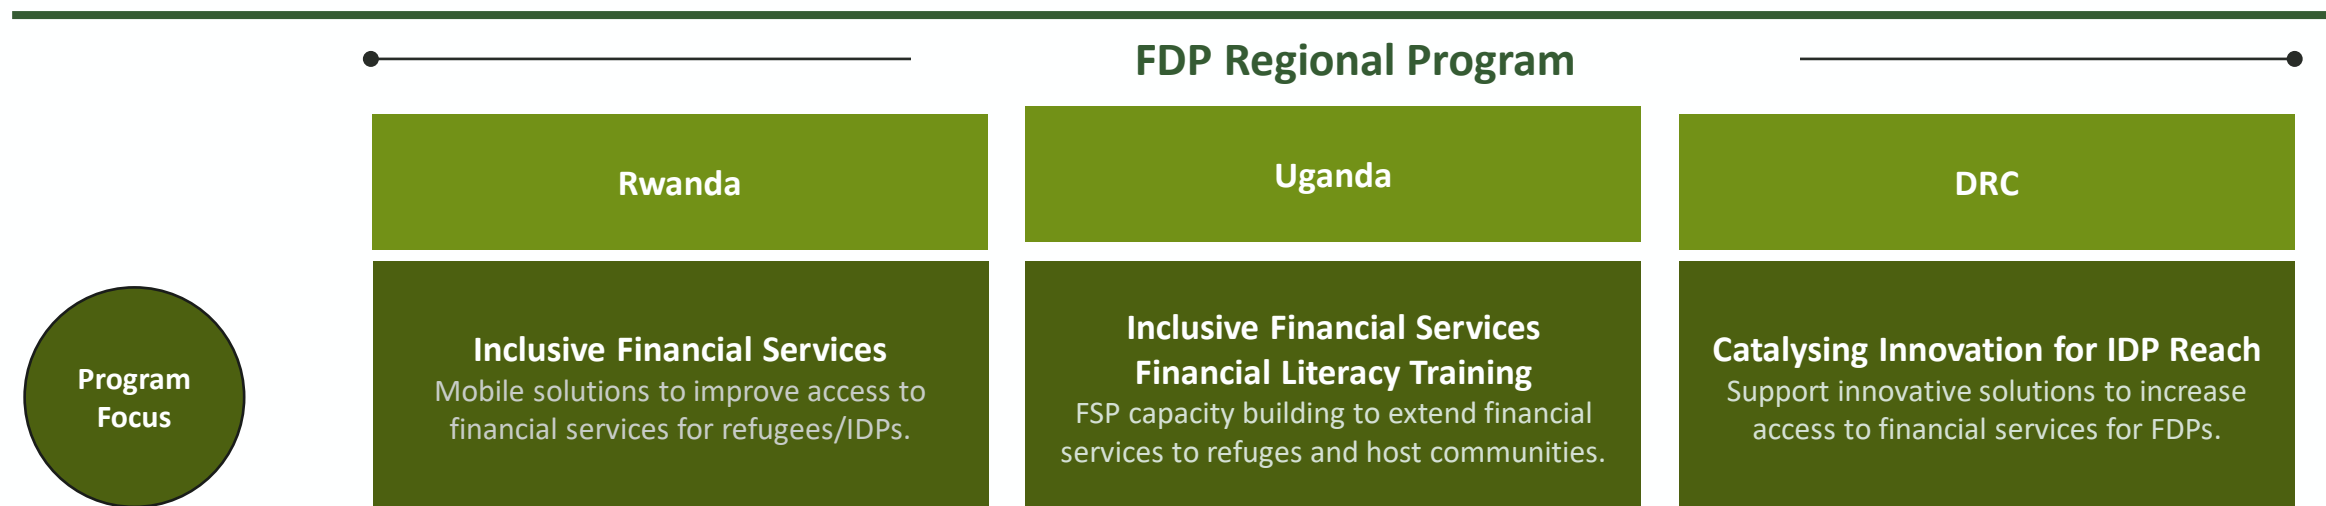 FDP Regional Program
Rwanda
Uganda
DRC
Program
Focus
Inclusive Financial Services
Mobile solutions to improve access to
financial services for refugees/IDPs.
Inclusive Financial Services
Financial Literacy Training
FSP capacity building to extend financial
services to refuges and host communities.
Catalysing Innovation for IDP Reach
Support innovative solutions to increase
access to financial services for FDPs.